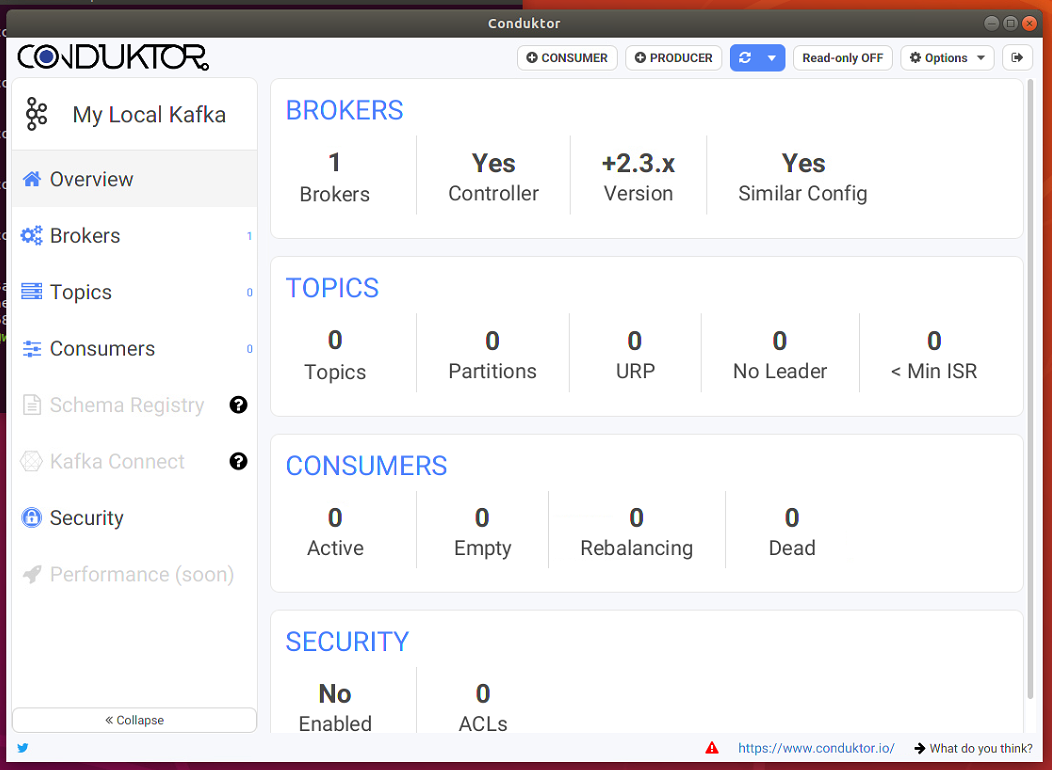 Conduktor
CONDUKTOR
CONSUMER
PRODUCER
Read-only OFF
Options
My Local Kafka
Overview
Brokers 1
Topics 0
Consumers 0
Schema Registry ?
Kafka Connect ?
Security
Performance (soon)
« Collapse
BROKERS
1 Yes +2.3.x Yes
Brokers Controller Version Similar Config
TOPICS
0 0 0 0 0
Topics Partitions URP No Leader < Min ISR
CONSUMERS
0 0 0 0
Active Empty Rebalancing Dead
SECURITY
No 0
Enabled ACLs
https://www.conduktor.io/ What do you think?